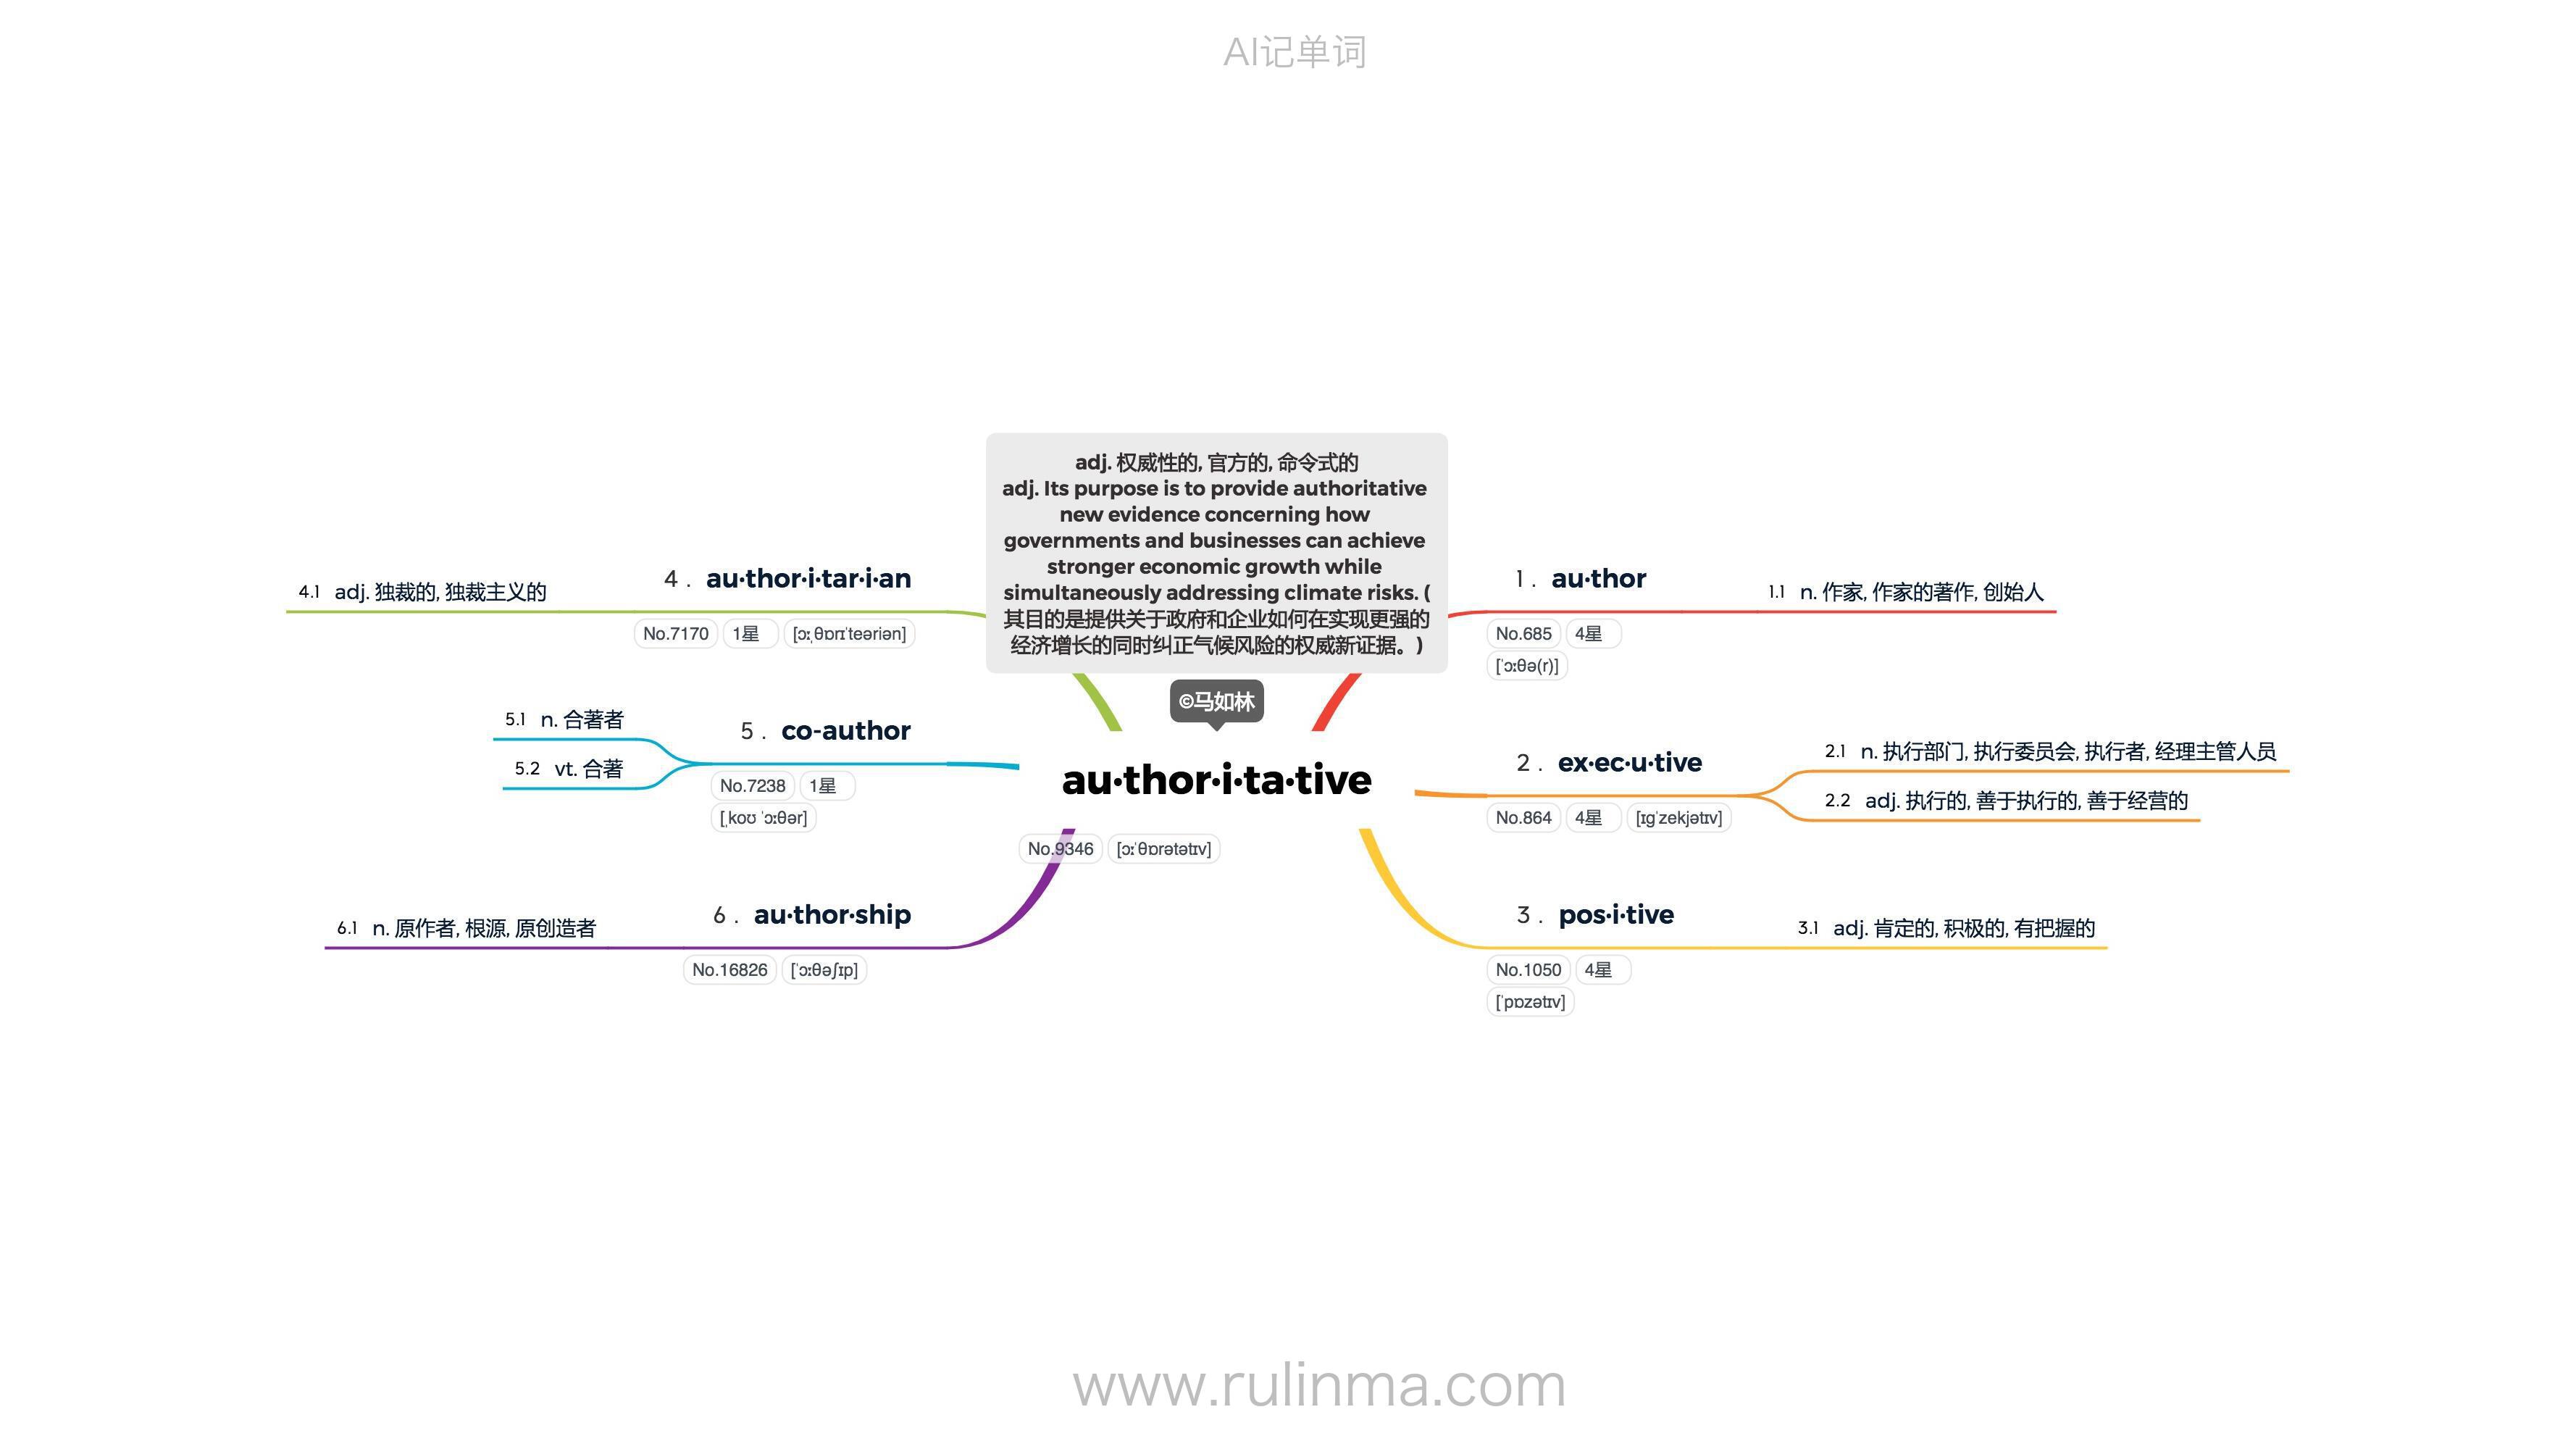 AI记单词
adj. 权威性的, 官方的, 命令式的
adj. Its purpose is to provide authoritative
new evidence concerning how
governments and businesses can achieve
stronger economic growth while
simultaneously addressing climate risks. (
其目的是提供关于政府和企业如何在实现更强的
经济增长的同时纠正气候风险的权威新证据。)
©马如林
au·thor·i·ta·tive
No.9346 [ɔːˈθɒrətətɪv]
1 . au·thor
No.685 4星
[ˈɔːθə(r)]
1.1 n. 作家, 作家的著作, 创始人
2 . ex·ec·u·tive
No.864 4星 [ɪɡˈzekjətɪv]
2.1 n. 执行部门, 执行委员会, 执行者, 经理主管人员
2.2 adj. 执行的, 善于执行的, 善于经营的
3 . pos·i·tive
No.1050 4星
[ˈpɒzətɪv]
3.1 adj. 肯定的, 积极的, 有把握的
4 . au·thor·i·tar·i·an
No.7170 1星 [ɔːˌθɒrɪˈteəriən]
4.1 adj. 独裁的, 独裁主义的
5 . co-author
No.7238 1星
[ˌkoʊ ˈɔːθər]
5.1 n. 合著者
5.2 vt. 合著
6 . au·thor·ship
No.16826 [ˈɔːθəʃɪp]
6.1 n. 原作者, 根源, 原创造者
www.rulinma.com